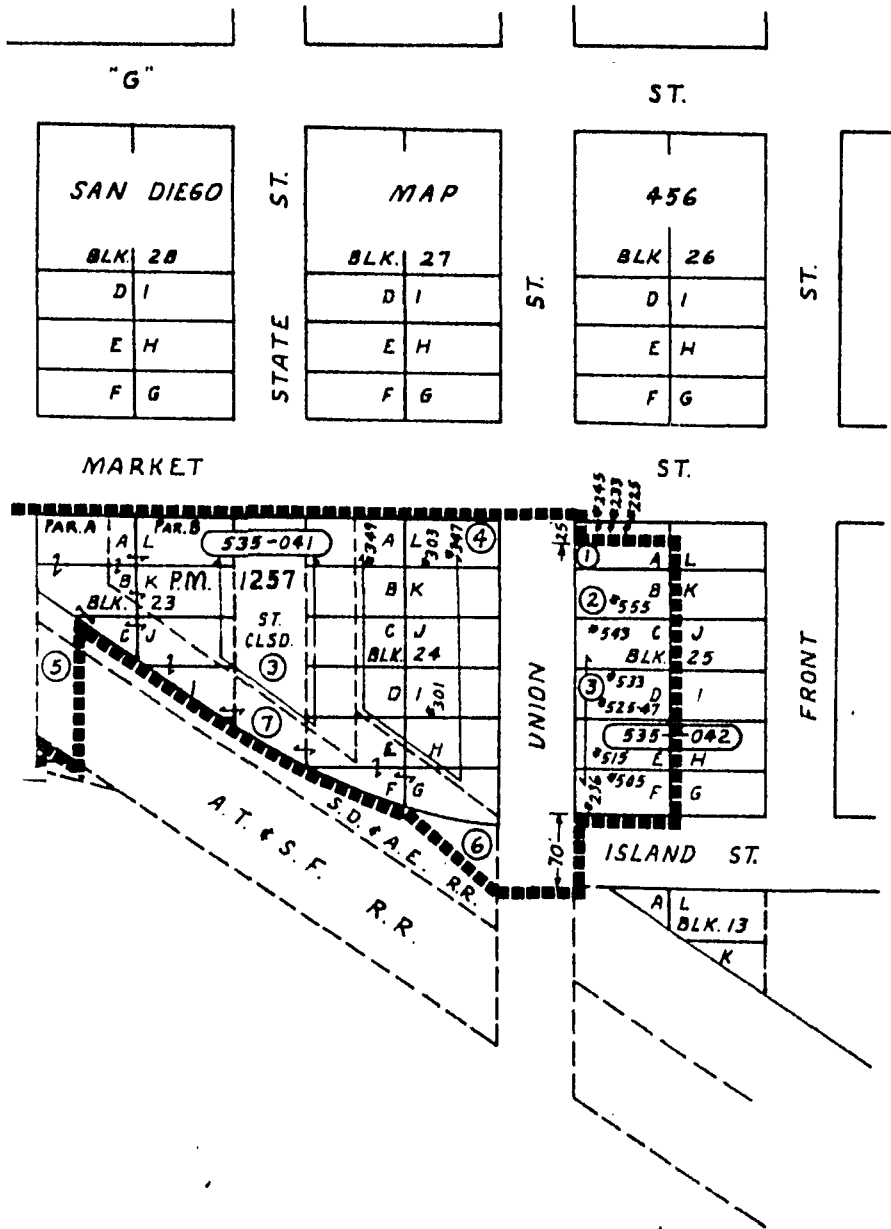 "G" ST.
SAN DIEGO MAP 456
BLK. 28
D I
E H
F G
STATE ST.
BLK. 27
D I
E H
F G
ST.
BLK 26
D I
E H
F G
ST.
MARKET ST.
PAR. A PAR. B
535-041
A L
B K P.M. 1257
BLK. 23
C J
ST.
CLSD.
3
5
7
#349
#303
#347
4
A L
B K
C J
BLK. 24
D I
#301
E H
F G
6
UNION
25
#245
#233
#225
1 A L
2 B K
#555
#543 C J
BLK. 25
3 #533
D I
#525-47
535-042
#515 E H
#505 F G
#236
FRONT
70'
ISLAND ST.
A L
BLK. 13
K
S.D. & A.E. R.R.
A.T. & S.F.
R.R.